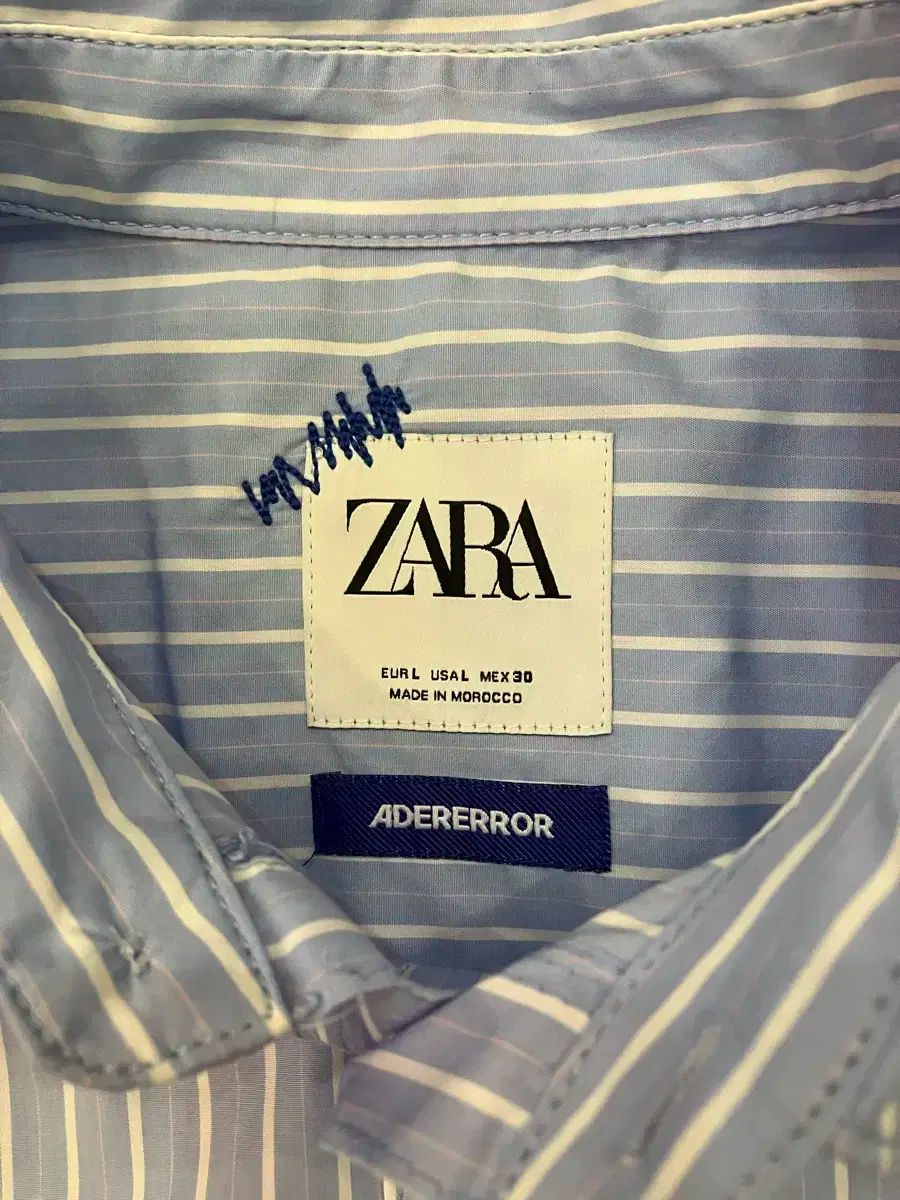 ZARA
EUR L USA L MEX 30
MADE IN MOROCCO
ADERERROR